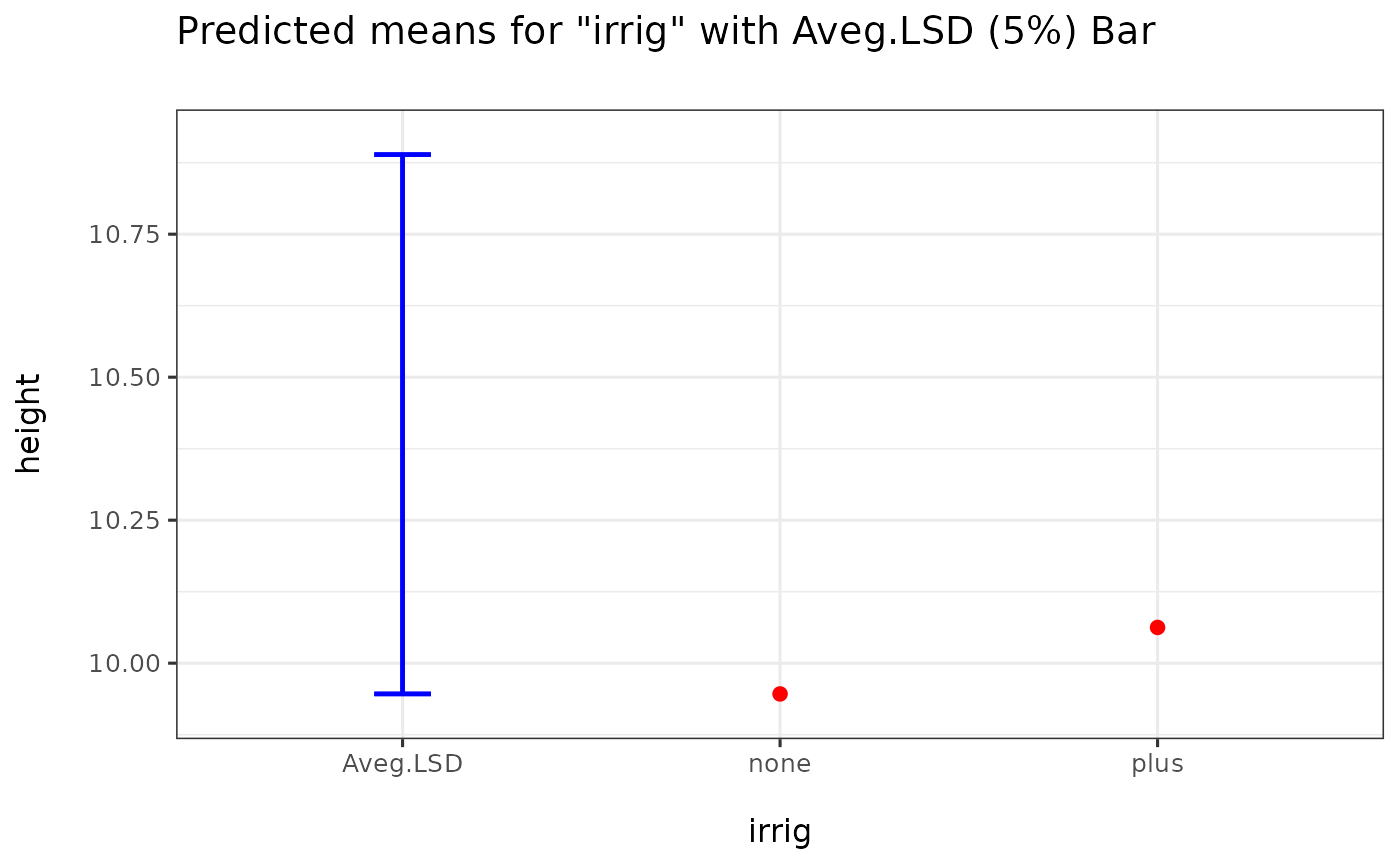 Predicted means for "irrig" with Aveg.LSD (5%) Bar
height
10.75
10.50
10.25
10.00
Aveg.LSD
none
plus
irrig